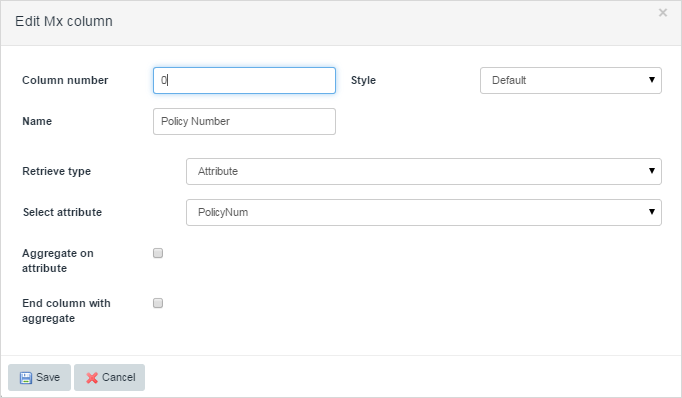 Edit Mx column
×
Column number 0 Style Default
Name Policy Number
Retrieve type Attribute
Select attribute PolicyNum
Aggregate on
attribute
End column with
aggregate
Save Cancel